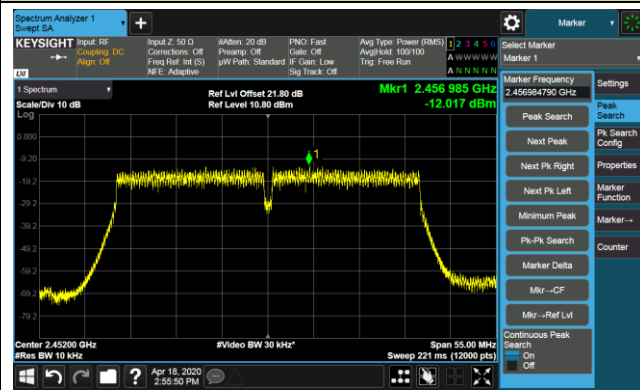 Spectrum Analyzer 1
Swept SA
+
Marker
KEYSIGHT
Input: RF
Coupling: DC
Align: Off
Input Z: 50 Ω
Corrections: Off
Freq Ref: Int (S)
NFE: Adaptive
#Atten: 20 dB
Preamp: Off
µW Path: Standard
PNO: Fast
Gate: Off
IF Gain: Low
Sig Track: Off
Avg Type: Power (RMS)
Avg|Hold: 100/100
Trig: Free Run
1 2 3 4 5 6
A W W W W W
A N N N N N
LXI
Select Marker
Marker 1
1 Spectrum
Scale/Div 10 dB
Log
Ref Lvl Offset 21.80 dB
Ref Level 10.80 dBm
Mkr1 2.456 985 GHz
-12.017 dBm
0.800
-9.20
-19.2
-29.2
-39.2
-49.2
-59.2
-69.2
-79.2
1
Center 2.45200 GHz
#Res BW 10 kHz
#Video BW 30 kHz*
Span 55.00 MHz
Sweep 221 ms (12000 pts)
Marker Frequency
2.456984790 GHz
Peak Search
Next Peak
Next Pk Right
Next Pk Left
Minimum Peak
Pk-Pk Search
Marker Delta
Mkr→CF
Mkr→Ref Lvl
Continuous Peak
Search
On
Off
Settings
Peak
Search
Pk Search
Config
Properties
Marker
Function
Marker→
Counter
?
Apr 18, 2020
2:55:50 PM